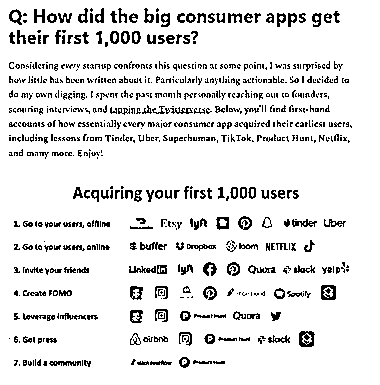 Q: How did the big consumer apps get
their first 1,000 users?
Considering every startup confronts this question at some point, I was surprised by
how little has been written about it. Particularly anything actionable. So I decided to
do my own digging. I spent the past month personally reaching out to founders,
scouring interviews, and tapping the Twitterverse. Below, you'll find first-hand
accounts of how essentially every major consumer app acquired their earliest users,
including lessons from Tinder, Uber, Superhuman, TikTok, Product Hunt, Netflix,
and many more. Enjoy!
Acquiring your first 1,000 users
1. Go to your users, offline Etsy lyft tinder Uber
2. Go to your users, online buffer Dropbox loom NETFLIX
3. Invite your friends LinkedIn lyft Quora slack yelp
4. Create FOMO Spotify
5. Leverage influencers Product Hunt Quora
6. Get press airbnb Product Hunt slack
7. Build a community Product Hunt